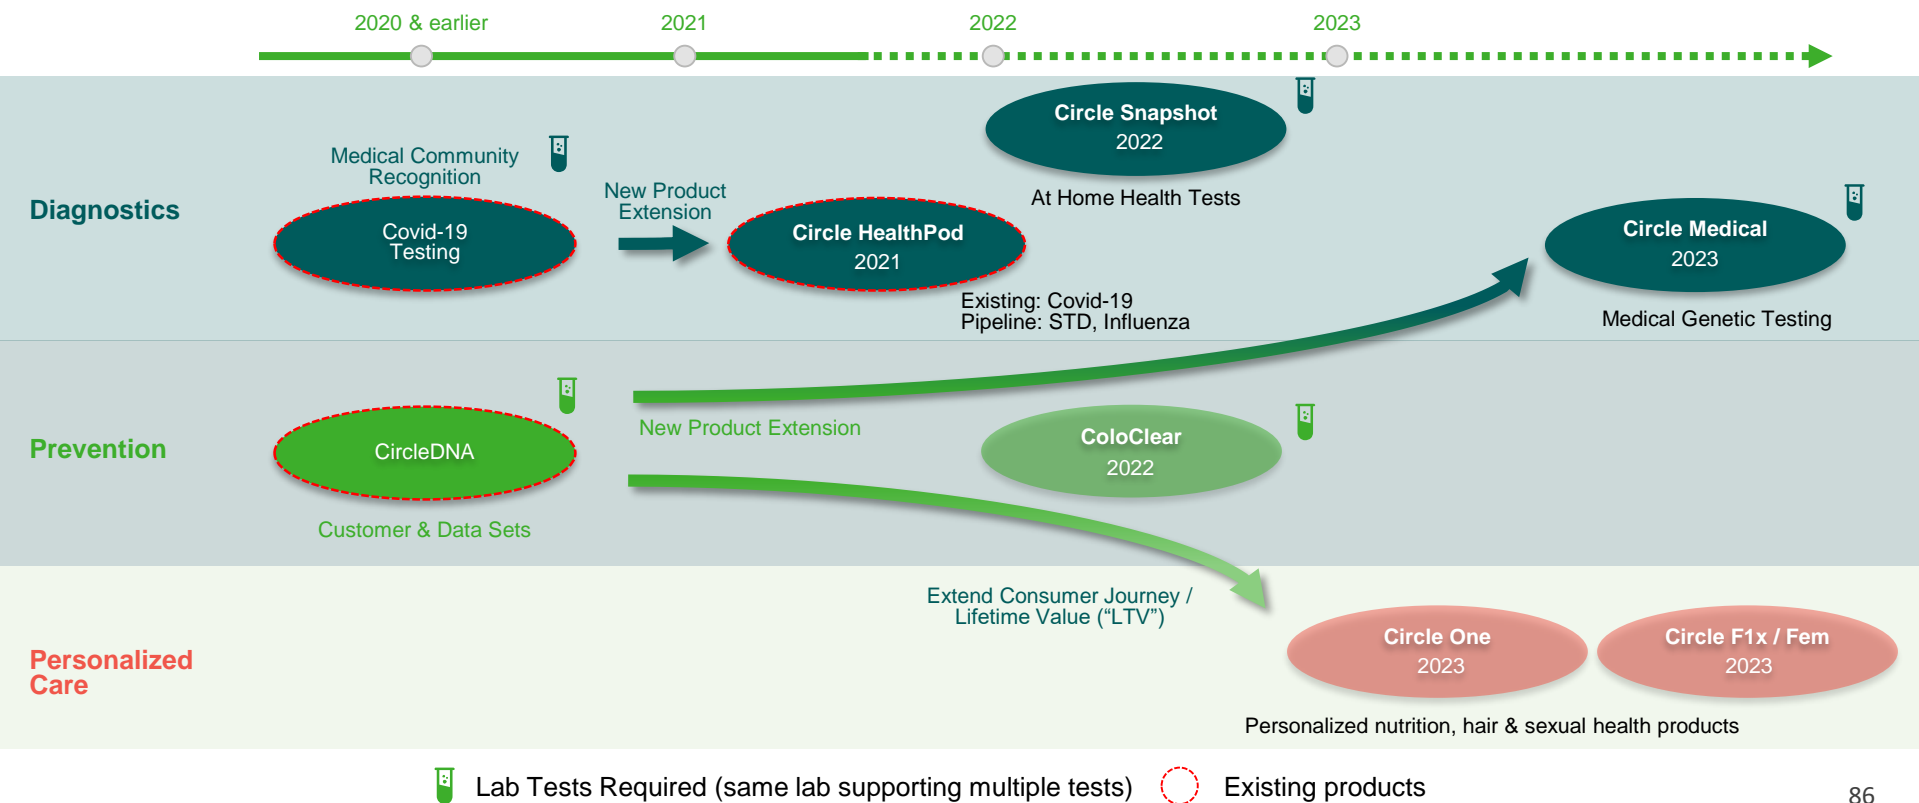 2020 & earlier
2021
2022
2023
Diagnostics
Medical Community
Recognition
Covid-19
Testing
New Product
Extension
Circle HealthPod
2021
Existing: Covid-19
Pipeline: STD, Influenza
Circle Snapshot
2022
At Home Health Tests
Circle Medical
2023
Medical Genetic Testing
Prevention
CircleDNA
Customer & Data Sets
New Product Extension
ColoClear
2022
Personalized
Care
Extend Consumer Journey /
Lifetime Value (“LTV”)
Circle One
2023
Circle F1x / Fem
2023
Personalized nutrition, hair & sexual health products
Lab Tests Required (same lab supporting multiple tests)
Existing products
86